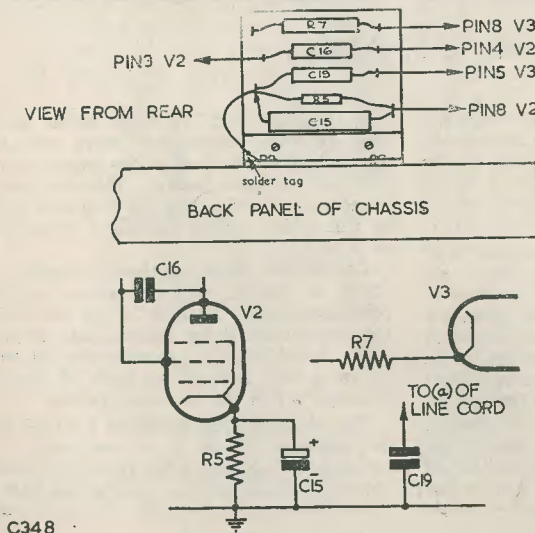 R7
PIN8 V3
C16
PIN4 V2
PIN3 V2
C19
PIN5 V3
R5
VIEW FROM REAR
PIN8 V2
C15
solder tag
BACK PANEL OF CHASSIS
C16
V2
V3
R7
TO(a)OF
LINE CORD
R5
+
-
C15
C19
C348